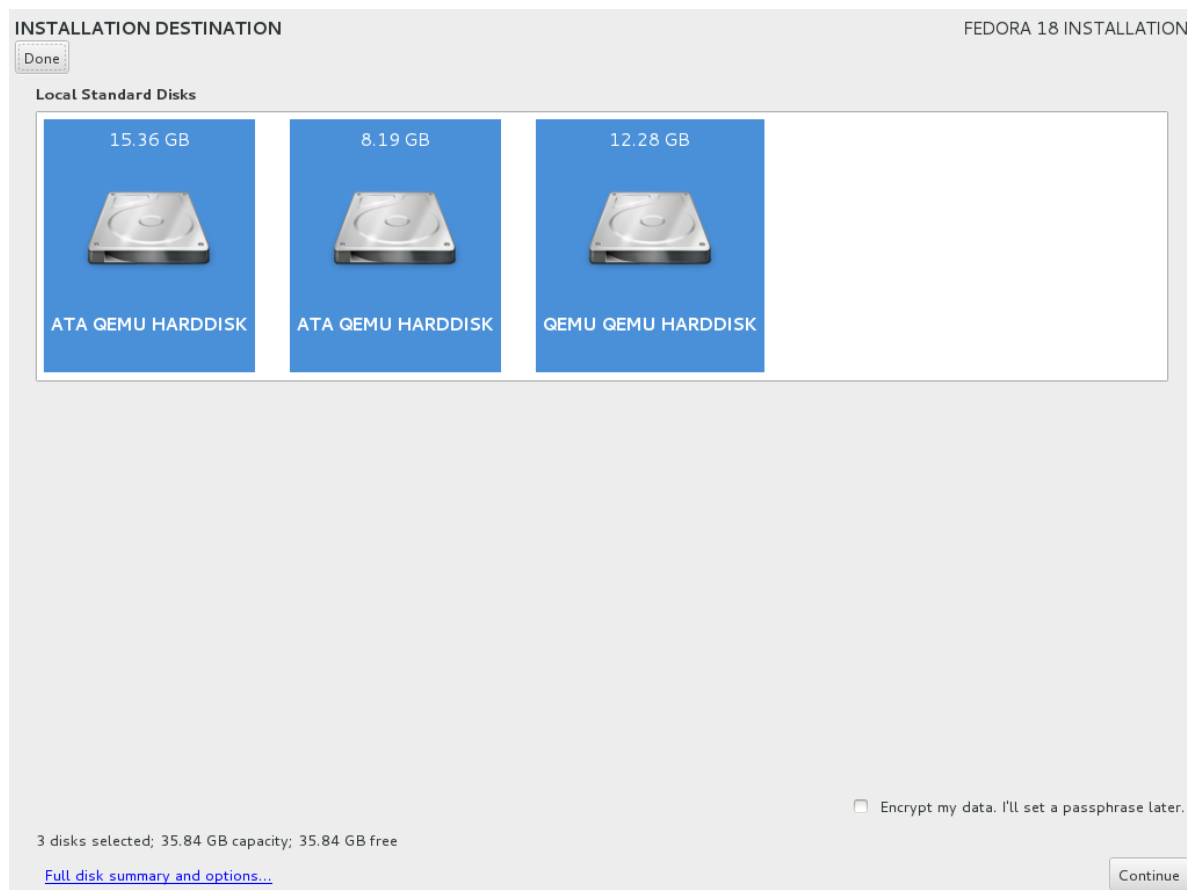 INSTALLATION DESTINATION
FEDORA 18 INSTALLATION
Done
Local Standard Disks
15.36 GB
ATA QEMU HARDDISK
8.19 GB
ATA QEMU HARDDISK
12.28 GB
QEMU QEMU HARDDISK
Encrypt my data. I'll set a passphrase later.
3 disks selected; 35.84 GB capacity; 35.84 GB free
Full disk summary and options...
Continue